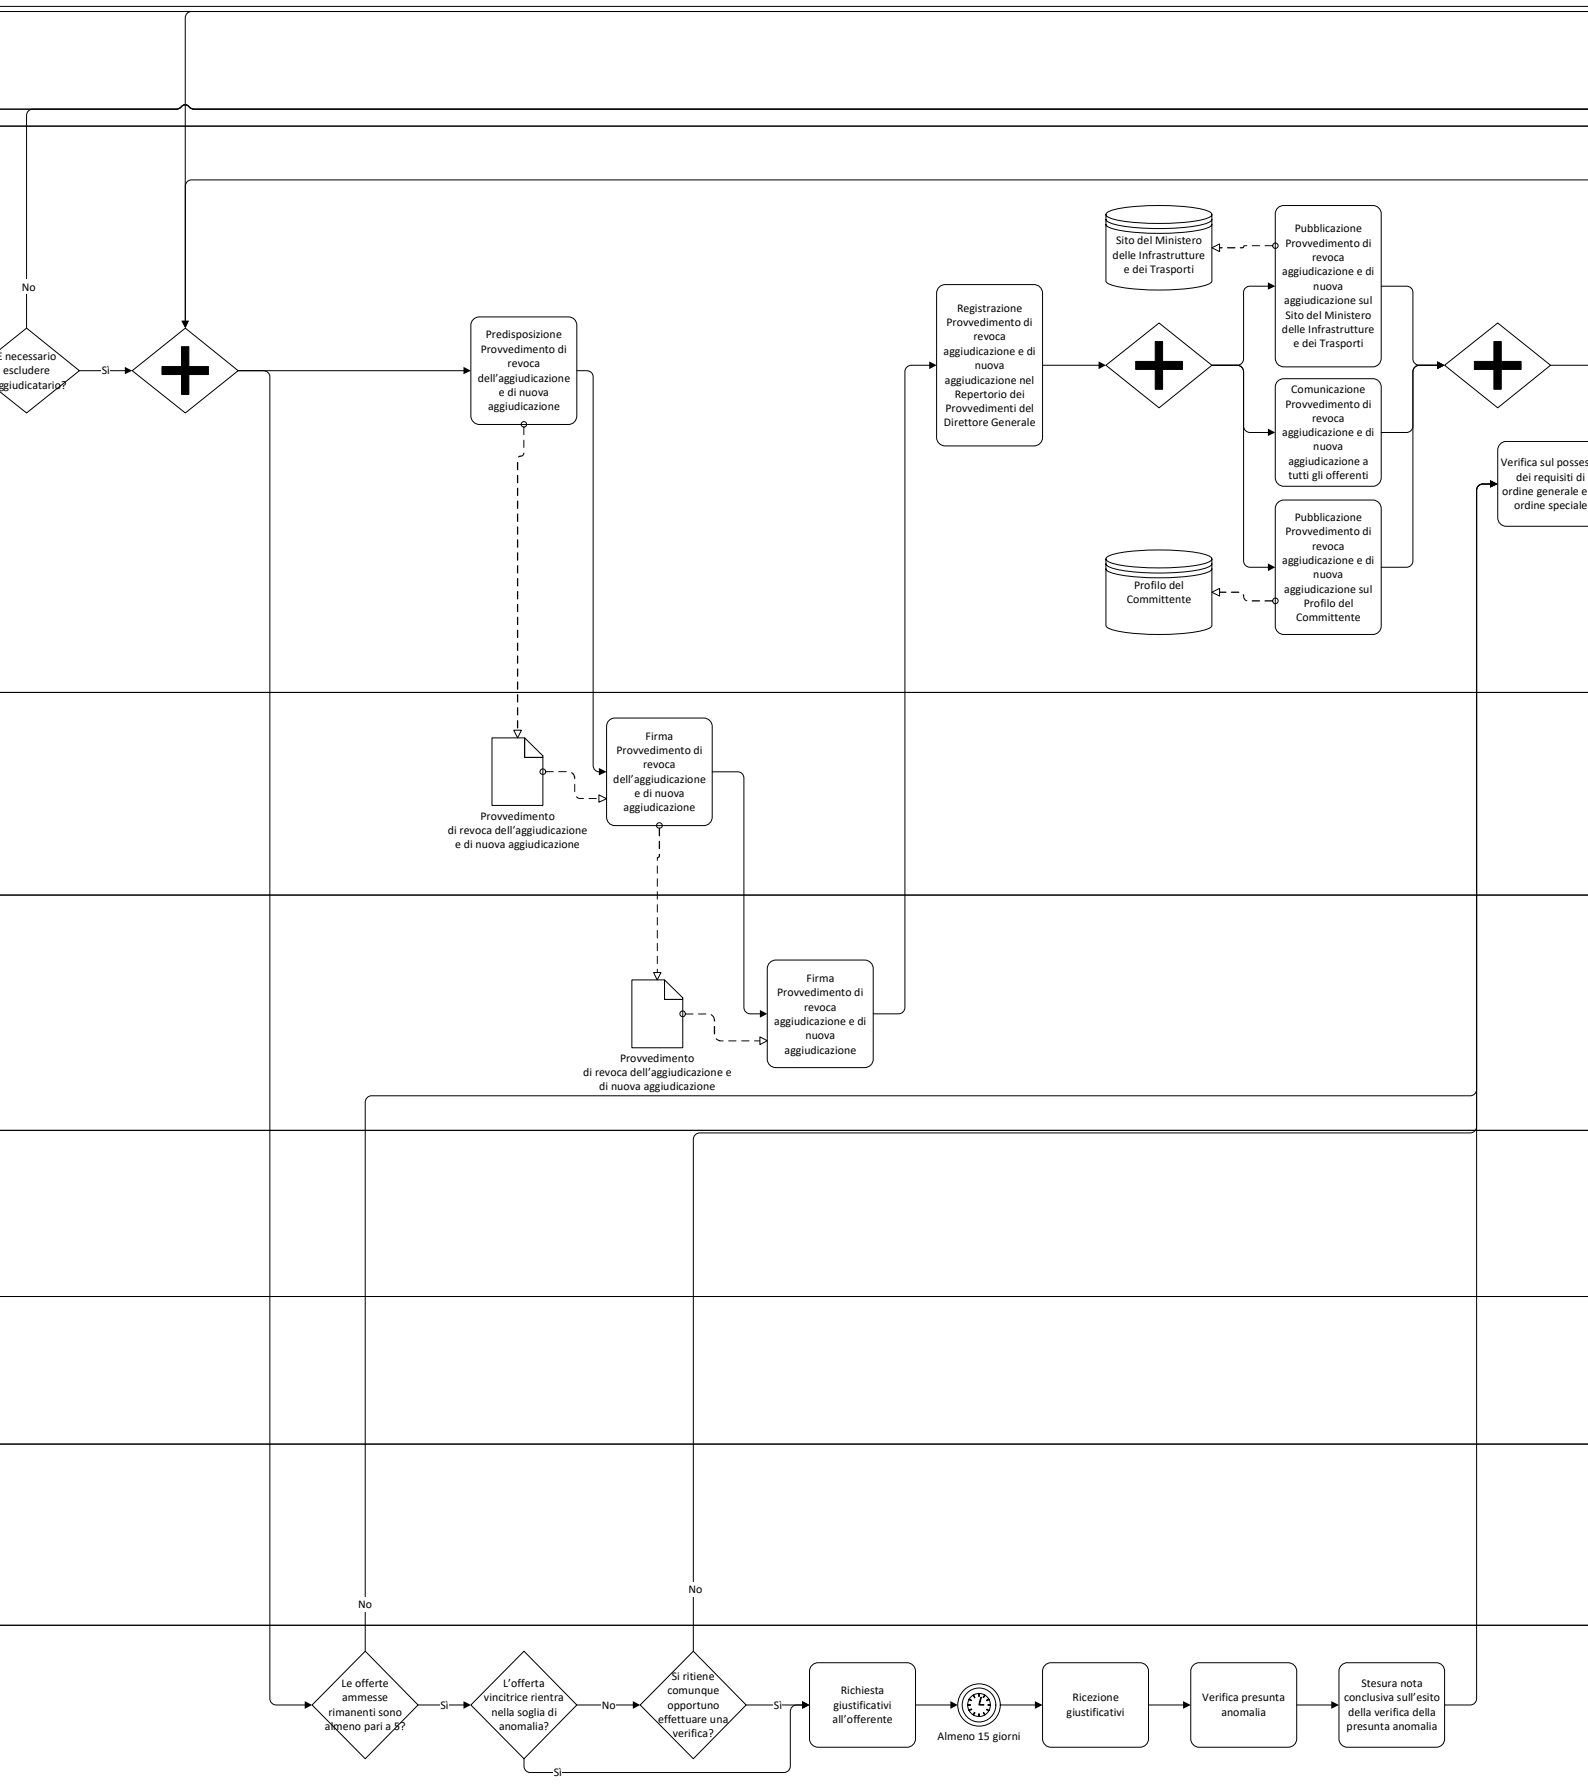 No
È necessario
escludere
aggiudicatario?
Sì
Predisposizione
Provvedimento di
revoca
dell'aggiudicazione
e di nuova
aggiudicazione
Registrazione
Provvedimento di
revoca
aggiudicazione e di
nuova
aggiudicazione nel
Repertorio dei
Provvedimenti del
Direttore Generale
Sito del Ministero
delle Infrastrutture
e dei Trasporti
Pubblicazione
Provvedimento di
revoca
aggiudicazione e di
nuova
aggiudicazione sul
Sito del Ministero
delle Infrastrutture
e dei Trasporti
Comunicazione
Provvedimento di
revoca
aggiudicazione e di
nuova
aggiudicazione a
tutti gli offerenti
Pubblicazione
Provvedimento di
revoca
aggiudicazione e di
nuova
aggiudicazione sul
Profilo del
Committente
Profilo del
Committente
Verifica sul
dei requisiti di
ordine generale e
ordine speciale
Provvedimento
di revoca dell'aggiudicazione
e di nuova aggiudicazione
Firma
Provvedimento di
revoca
dell'aggiudicazione
e di nuova
aggiudicazione
Provvedimento
di revoca dell'aggiudicazione e
di nuova aggiudicazione
Firma
Provvedimento di
revoca
aggiudicazione e di
nuova
aggiudicazione
No
No
Le offerte
ammesse
rimanenti sono
almeno pari a 5?
Sì
L'offerta
vincitrice rientra
nella soglia di
anomalia?
No
Sì
Si ritiene
comunque
opportuno
effettuare una
verifica?
Sì
Richiesta
giustificativi
all'offerente
Almeno 15 giorni
Ricezione
giustificativi
Verifica presunta
anomalia
Stesura nota
conclusiva sull'esito
della verifica della
presunta anomalia